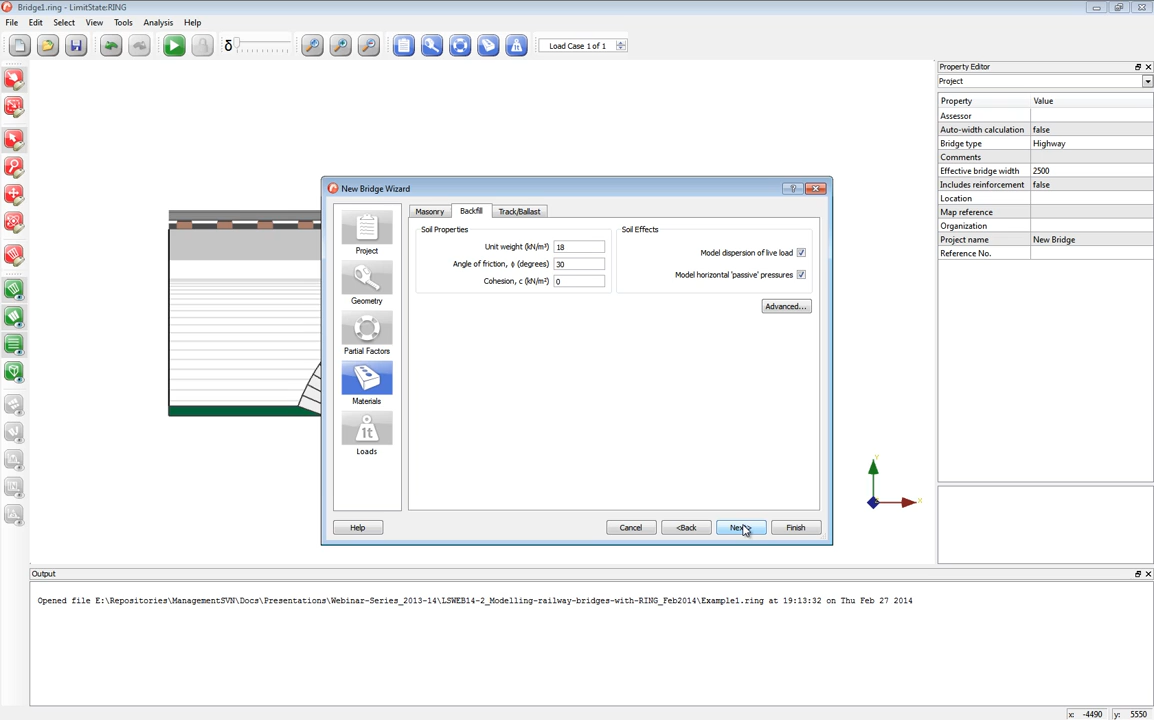 Bridge1.ring - LimitState:RING
File Edit Select View Tools Analysis Help
δ Load Case 1 of 1
Property Editor
Project
Property Value
Assessor
Auto-width calculation false
Bridge type Highway
Comments
Effective bridge width 2500
Includes reinforcement false
Location
Map reference
Organization
Project name New Bridge
Reference No.
New Bridge Wizard
Project
Geometry
Partial Factors
Materials
1t
Loads
Masonry Backfill Track/Ballast
Soil Properties
Unit weight (kN/m³) 18
Angle of friction, ϕ (degrees) 30
Cohesion, c (kN/m²) 0
Soil Effects
Model dispersion of live load
Model horizontal 'passive' pressures
Advanced...
Help Cancel <Back Next> Finish
Y
X
Output
Opened file E:\Repositories\ManagementSVN\Docs\Presentations\Webinar-Series_2013-14\LSWEB14-2_Modelling-railway-bridges-with-RING_Feb2014\Example1.ring at 19:13:32 on Thu Feb 27 2014
x: -4490 y: 5550